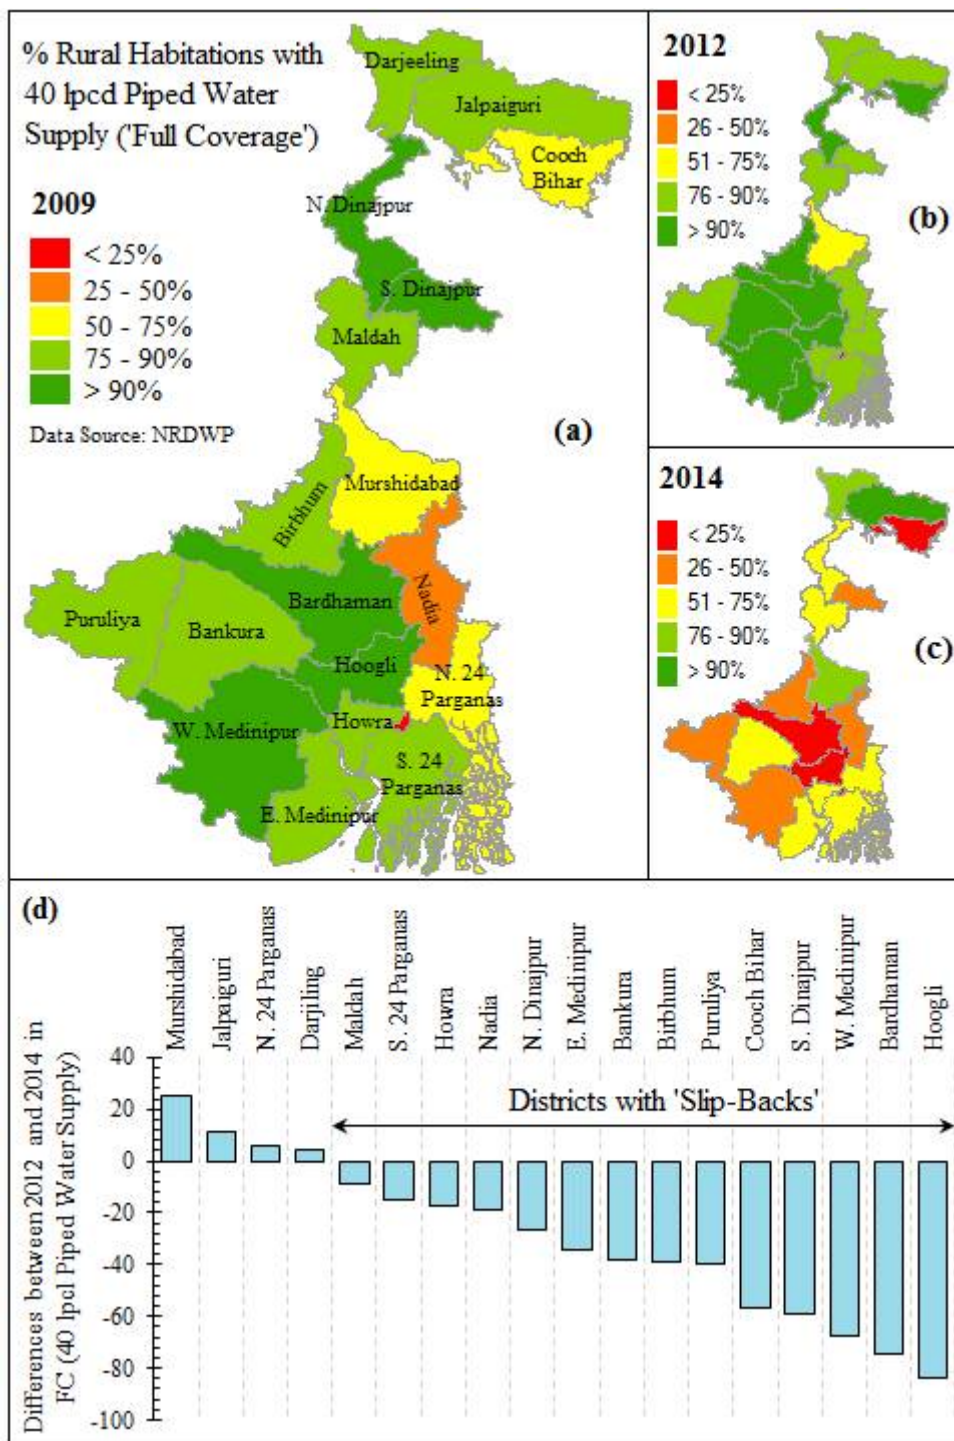 % Rural Habitations with
40 lpcd Piped Water
Supply ('Full Coverage')
2009
< 25%
25 - 50%
50 - 75%
75 - 90%
> 90%
Data Source: NRDWP
Darjeeling
Jalpaiguri
Cooch
Bihar
N. Dinajpur
S. Dinajpur
Maldah
(a)
Murshidabad
Birbhum
Nadia
Bardhaman
Puruliya
Bankura
Hoogli
N. 24
Parganas
Howra
W. Medinipur
S. 24
Parganas
E. Medinipur
2012
< 25%
26 - 50%
51 - 75%
76 - 90%
> 90%
(b)
2014
< 25%
26 - 50%
51 - 75%
76 - 90%
> 90%
(c)
(d)
Murshidabad
Jalpaiguri
N. 24 Parganas
Darjiling
Maldah
S. 24 Parganas
Howra
Nadia
N. Dinajpur
E. Medinipur
Bankura
Birbhum
Puruliya
Cooch Bihar
S. Dinajpur
W. Medinipur
Bardhaman
Hoogli
Districts with 'Slip-Backs'
40
20
0
-20
-40
-60
-80
-100
Differences between 2012 and 2014 in
FC (40 lpcl Piped Water Supply)